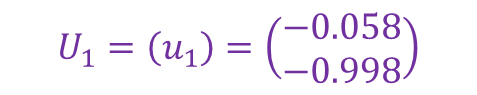 U₁ = (u₁) = (−0.058
−0.998)